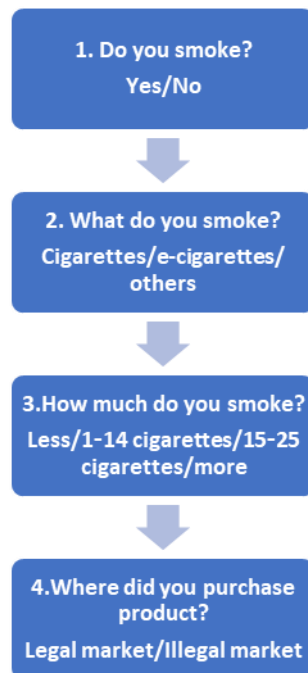 1. Do you smoke?
Yes/No
2. What do you smoke?
Cigarettes/e-cigarettes/
others
3.How much do you smoke?
Less/1-14 cigarettes/15-25
cigarettes/more
4.Where did you purchase
product?
Legal market/Illegal market